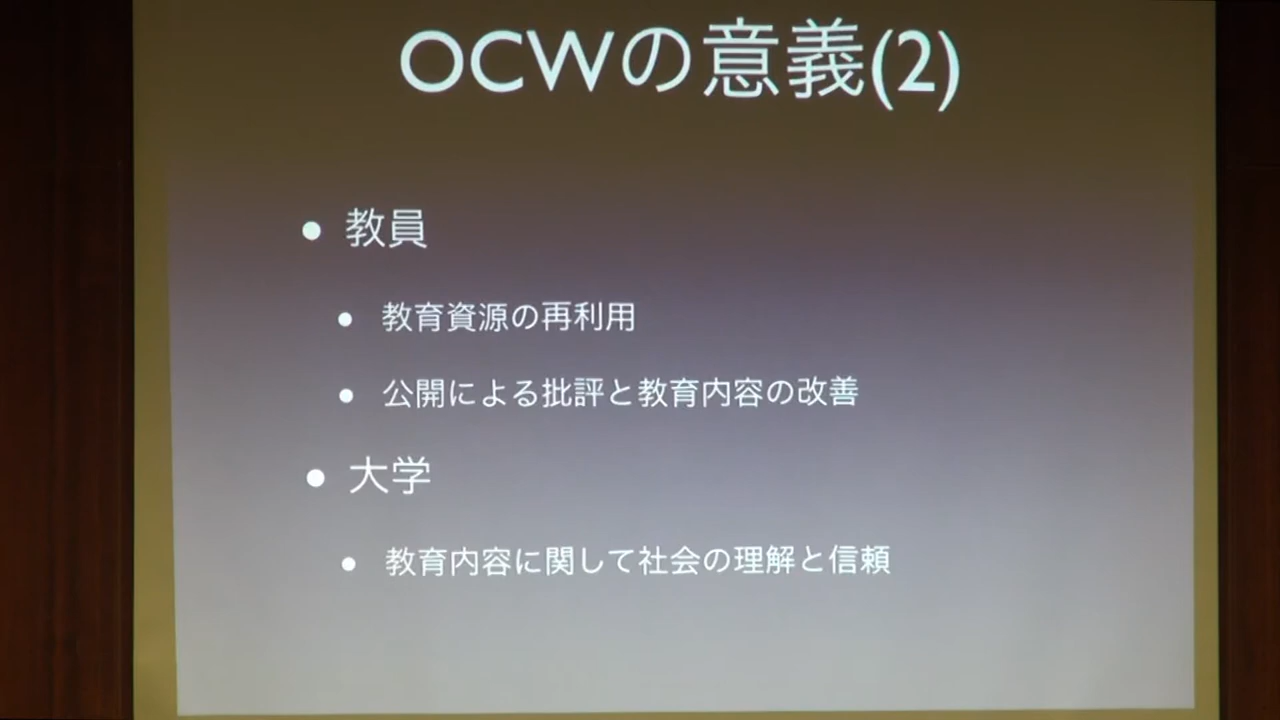 OCWの意義(2)
• 教員
• 教育資源の再利用
• 公開による批評と教育内容の改善
• 大学
• 教育内容に関して社会の理解と信頼